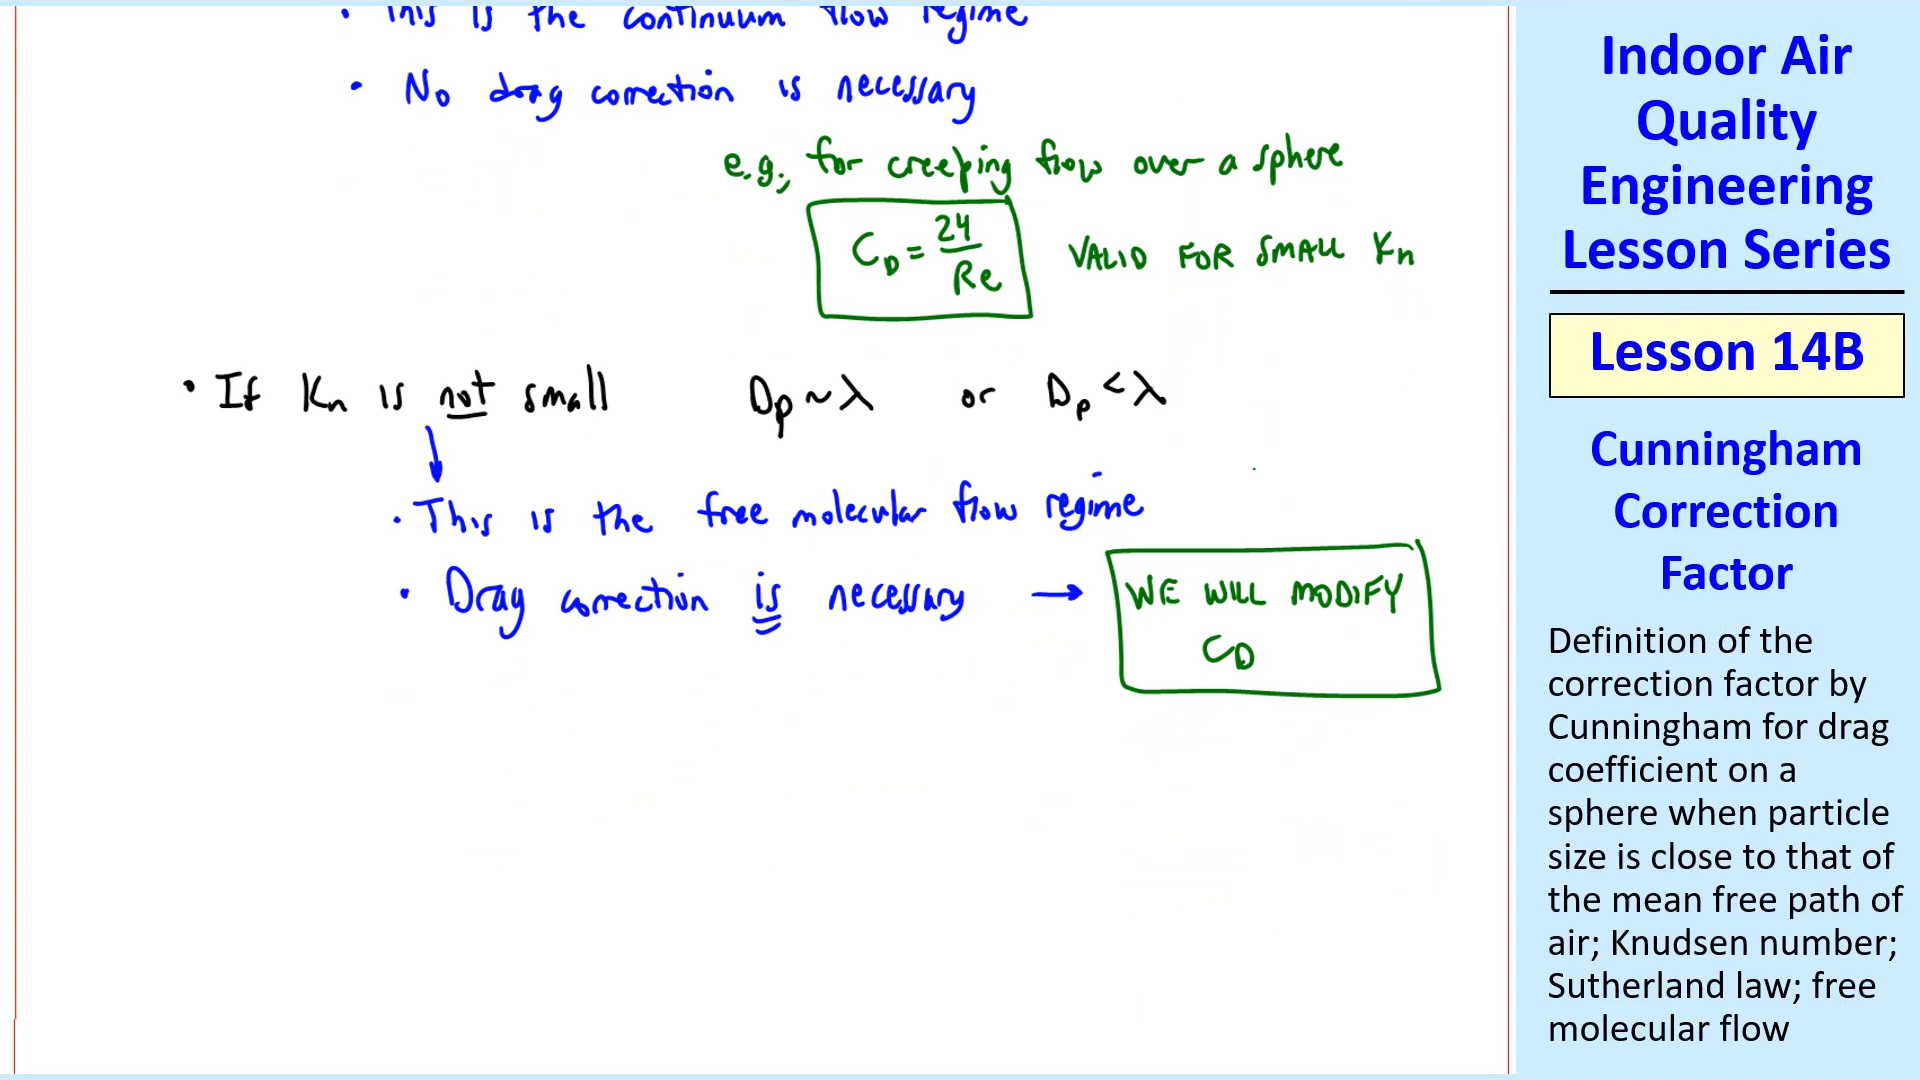 • This is the continuum flow regime
• No drag correction is necessary
e.g., for creeping flow over a sphere
C_D = 24/Re VALID FOR SMALL Kn
• If Kn is not small D_p ~ λ or D_p < λ
• This is the free molecular flow regime
• Drag correction is necessary → WE WILL MODIFY
C_D
Indoor Air
Quality
Engineering
Lesson Series
Lesson 14B
Cunningham
Correction
Factor
Definition of the
correction factor by
Cunningham for drag
coefficient on a
sphere when particle
size is close to that of
the mean free path of
air; Knudsen number;
Sutherland law; free
molecular flow